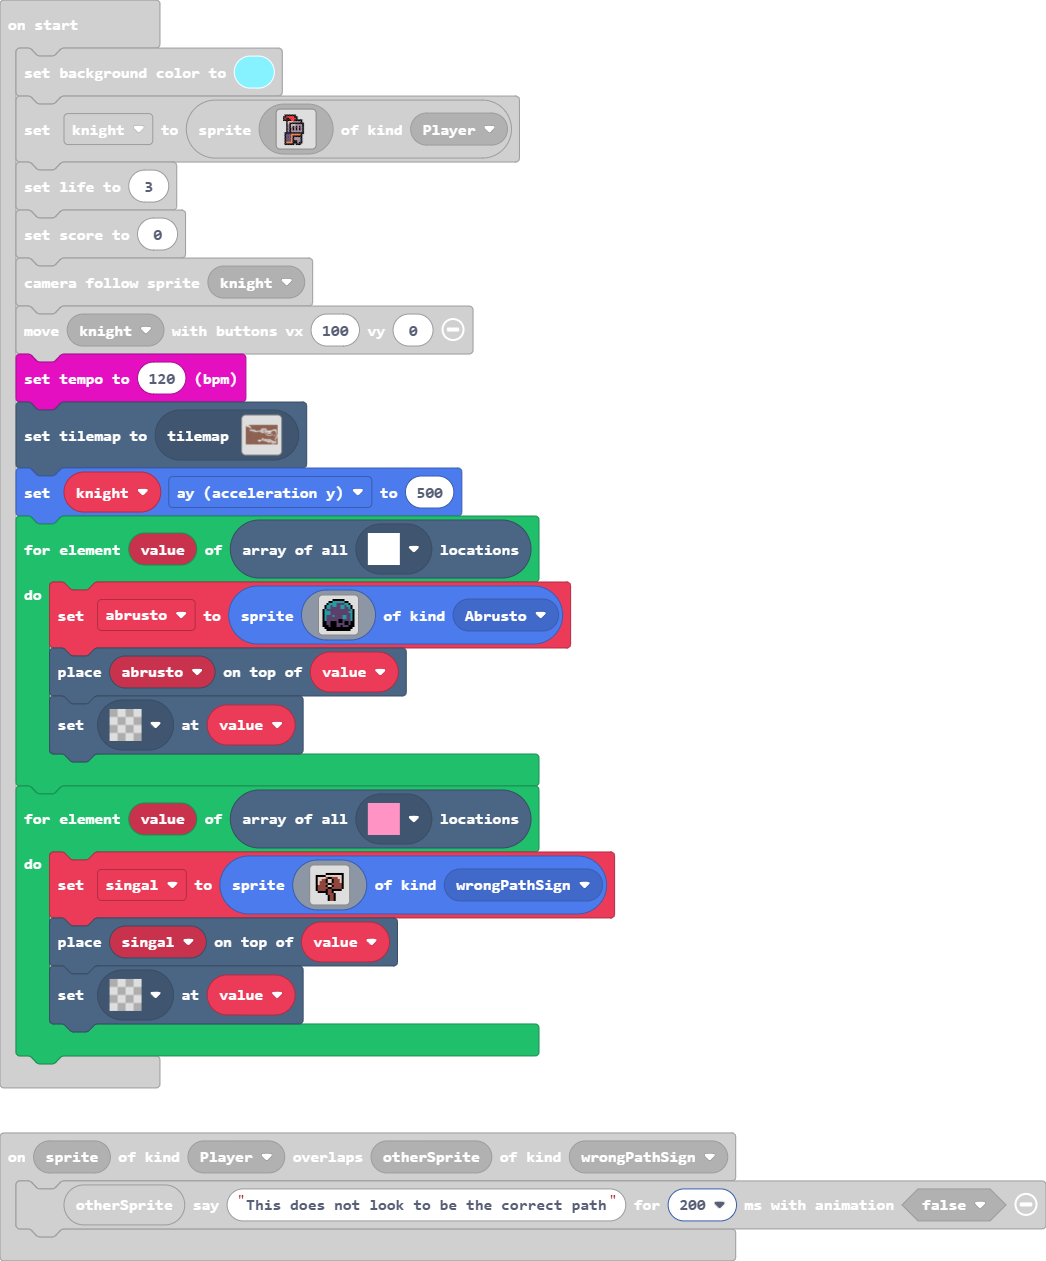 on start
set background color to
set knight to sprite of kind Player
set life to 3
set score to 0
camera follow sprite knight
move knight with buttons vx 100 vy 0
set tempo to 120 (bpm)
set tilemap to tilemap
set knight ay (acceleration y) to 500
for element value of array of all locations
do
set abrusto to sprite of kind Abrusto
place abrusto on top of value
set at value
for element value of array of all locations
do
set singal to sprite of kind wrongPathSign
place singal on top of value
set at value
on sprite of kind Player overlaps otherSprite of kind wrongPathSign
otherSprite say "This does not look to be the correct path" for 200 ms with animation false